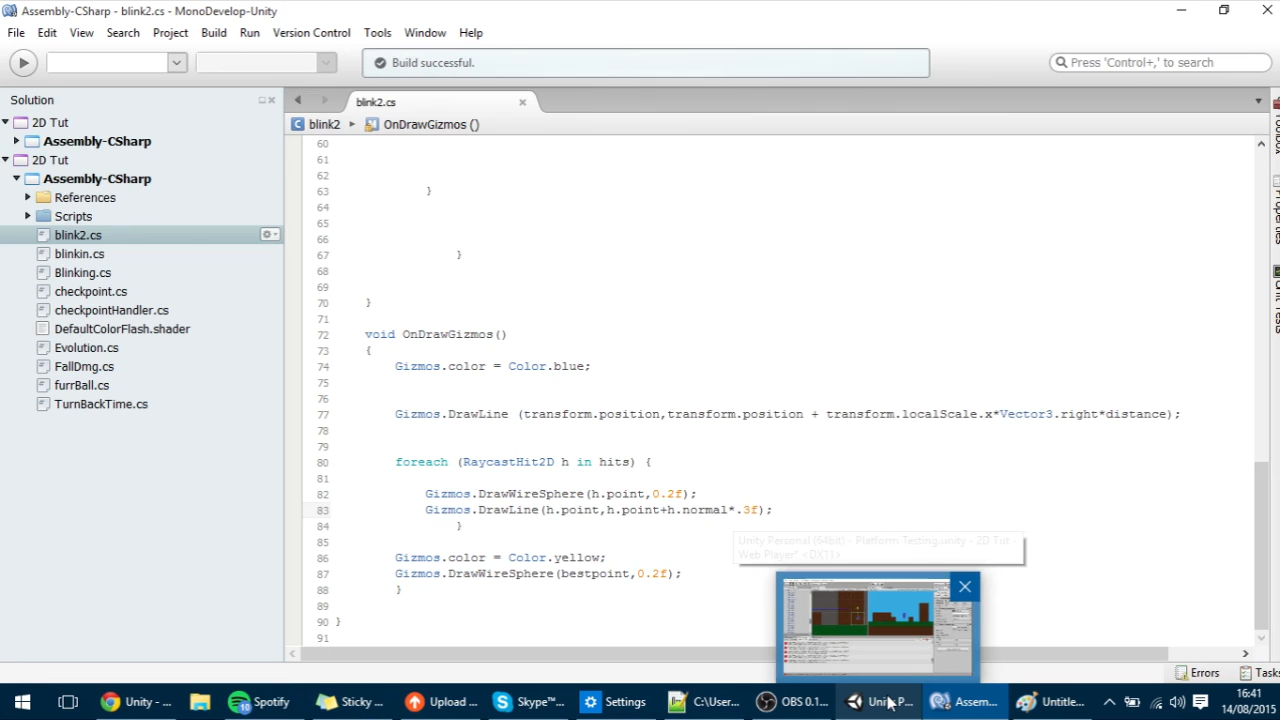 Assembly-CSharp - blink2.cs - MonoDevelop-Unity
File Edit View Search Project Build Run Version Control Tools Window Help
Build successful.
Press 'Control+,' to search
Solution
blink2.cs
2D Tut
blink2 OnDrawGizmos ()
Assembly-CSharp
2D Tut
Assembly-CSharp
References
Scripts
blink2.cs
blinkin.cs
Blinking.cs
checkpoint.cs
checkpointHandler.cs
DefaultColorFlash.shader
Evolution.cs
FallDmg.cs
furrBall.cs
TurnBackTime.cs
60
61
62
63 }
64
65
66
67 }
68
69
70 }
71
72 void OnDrawGizmos()
73 {
74 Gizmos.color = Color.blue;
75
76
77 Gizmos.DrawLine (transform.position,transform.position + transform.localScale.x*Vector3.right*distance);
78
79
80 foreach (RaycastHit2D h in hits) {
81
82 Gizmos.DrawWireSphere(h.point,0.2f);
83 Gizmos.DrawLine(h.point,h.point+h.normal*.3f);
84 }
85
86 Gizmos.color = Color.yellow;
87 Gizmos.DrawWireSphere(bestpoint,0.2f);
88 }
89
90 }
91
Unity Personal (64bit) - Platform Testing.unity - 2D Tut -
Web Player* <DX11>
Errors Tasks
Unity - ... Spotify Sticky ... Upload ... Skype™... Settings C:\User... OBS 0.1... Unity P... Assem... Untitle...
16:41
14/08/2015